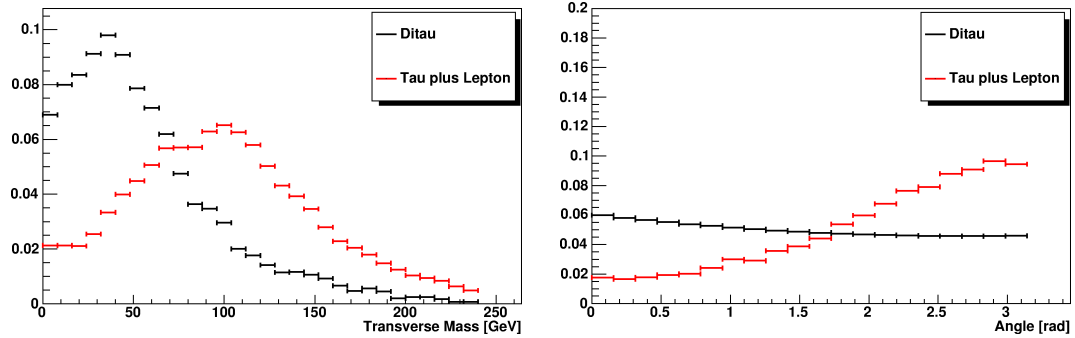 0.1
0.08
0.06
0.04
0.02
0
0 50 100 150 200 250
Transverse Mass [GeV]
Ditau
Tau plus Lepton
0.2
0.18
0.16
0.14
0.12
0.1
0.08
0.06
0.04
0.02
0
0 0.5 1 1.5 2 2.5 3
Angle [rad]
Ditau
Tau plus Lepton